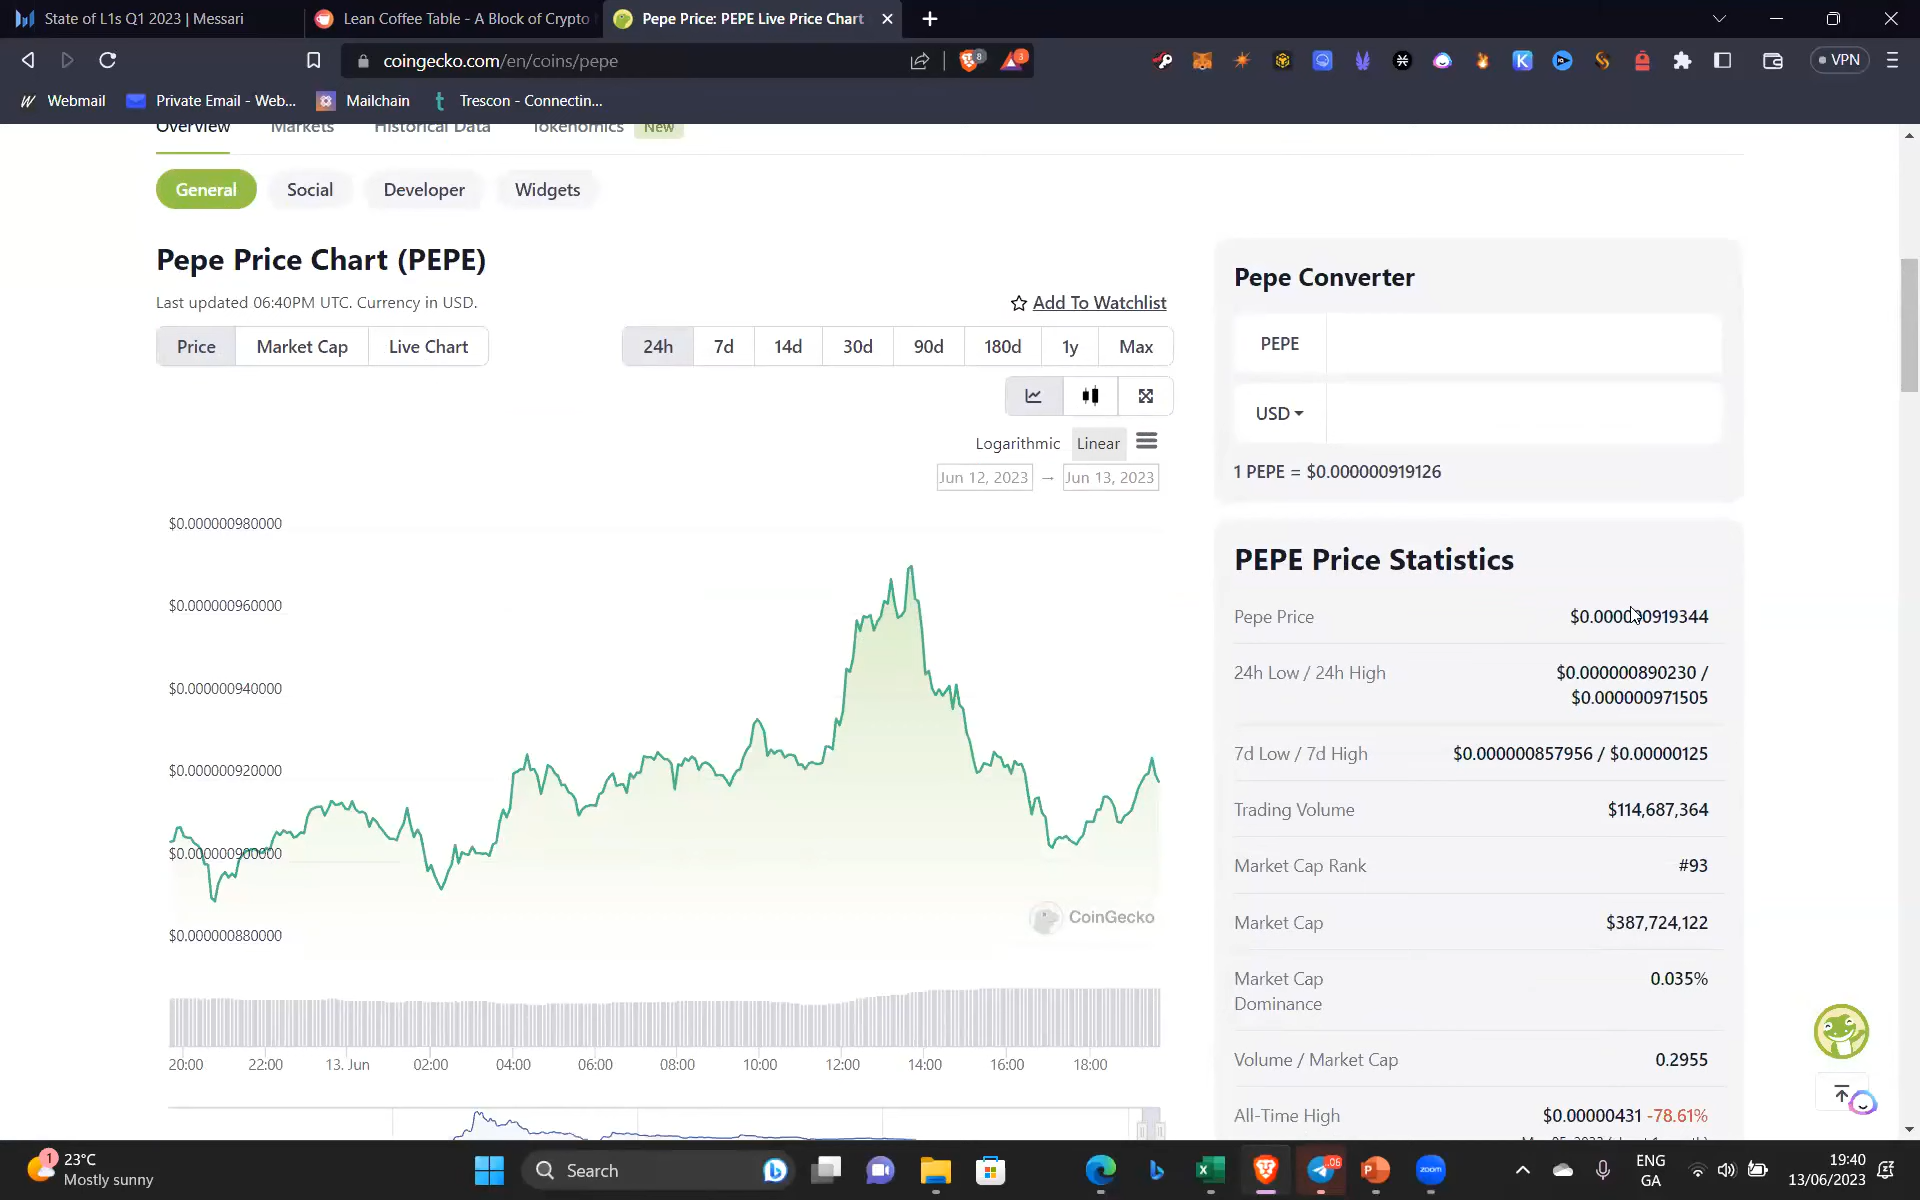 State of L1s Q1 2023 | Messari
Lean Coffee Table - A Block of Crypto
Pepe Price: PEPE Live Price Chart
coingecko.com/en/coins/pepe
8
3
VPN
Webmail
Private Email - Web...
Mailchain
Trescon - Connectin...
Overview
Markets
Historical Data
Tokenomics
New
General
Social
Developer
Widgets
Pepe Price Chart (PEPE)
Last updated 06:40PM UTC. Currency in USD.
Add To Watchlist
Price
Market Cap
Live Chart
24h
7d
14d
30d
90d
180d
1y
Max
Logarithmic
Linear
Jun 12, 2023 → Jun 13, 2023
$0.000000980000
$0.000000960000
$0.000000940000
$0.000000920000
$0.000000900000
$0.000000880000
CoinGecko
20:00
22:00
13. Jun
02:00
04:00
06:00
08:00
10:00
12:00
14:00
16:00
18:00
Pepe Converter
PEPE
USD
1 PEPE = $0.000000919126
PEPE Price Statistics
Pepe Price
$0.000000919344
24h Low / 24h High
$0.000000890230 /
$0.000000971505
7d Low / 7d High
$0.000000857956 / $0.00000125
Trading Volume
$114,687,364
Market Cap Rank
#93
Market Cap
$387,724,122
Market Cap
Dominance
0.035%
Volume / Market Cap
0.2955
All-Time High
$0.00000431 -78.61%
1
23°C
Mostly sunny
Search
zoom
ENG
GA
19:40
13/06/2023